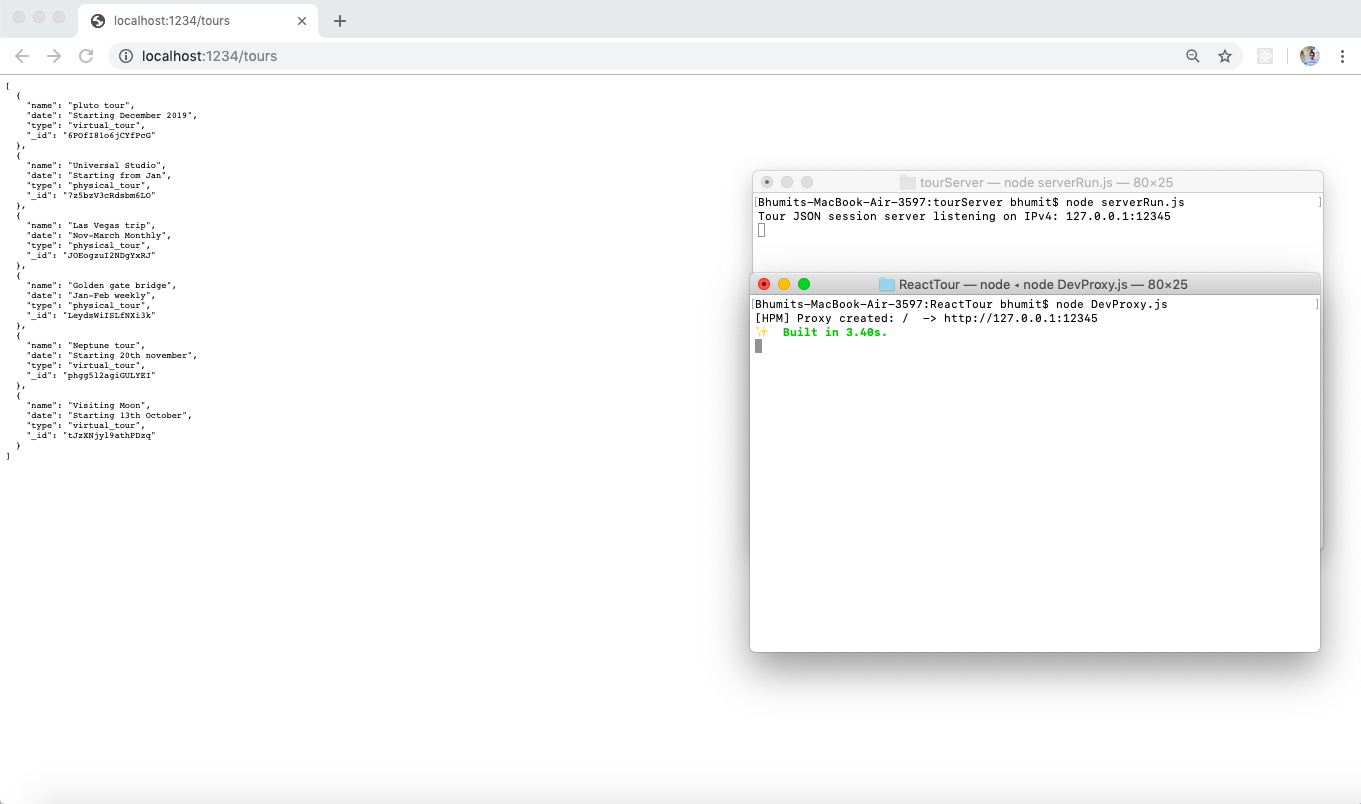 localhost:1234/tours
localhost:1234/tours
[
  {
    "name": "pluto tour",
    "date": "Starting December 2019",
    "type": "virtual_tour",
    "_id": "6POfI81o6jCYfPcG"
  },
  {
    "name": "Universal Studio",
    "date": "Starting from Jan",
    "type": "physical_tour",
    "_id": "7z5bzV3cRdsbm6LO"
  },
  {
    "name": "Las Vegas trip",
    "date": "Nov-March Monthly",
    "type": "physical_tour",
    "_id": "JOEogzuI2NDgYxRJ"
  },
  {
    "name": "Golden gate bridge",
    "date": "Jan-Feb weekly",
    "type": "physical_tour",
    "_id": "LeydsWiISLfNXi3k"
  },
  {
    "name": "Neptune tour",
    "date": "Starting 20th november",
    "type": "virtual_tour",
    "_id": "phgg5l2agiGULYEI"
  },
  {
    "name": "Visiting Moon",
    "date": "Starting 13th October",
    "type": "virtual_tour",
    "_id": "tJzXNjyl9athPDzq"
  }
]
tourServer — node serverRun.js — 80×25
[Bhumits-MacBook-Air-3597:tourServer bhumit$ node serverRun.js ]
Tour JSON session server listening on IPv4: 127.0.0.1:12345
ReactTour — node ◂ node DevProxy.js — 80×25
[Bhumits-MacBook-Air-3597:ReactTour bhumit$ node DevProxy.js ]
[HPM] Proxy created: /  -> http://127.0.0.1:12345
✨  Built in 3.40s.